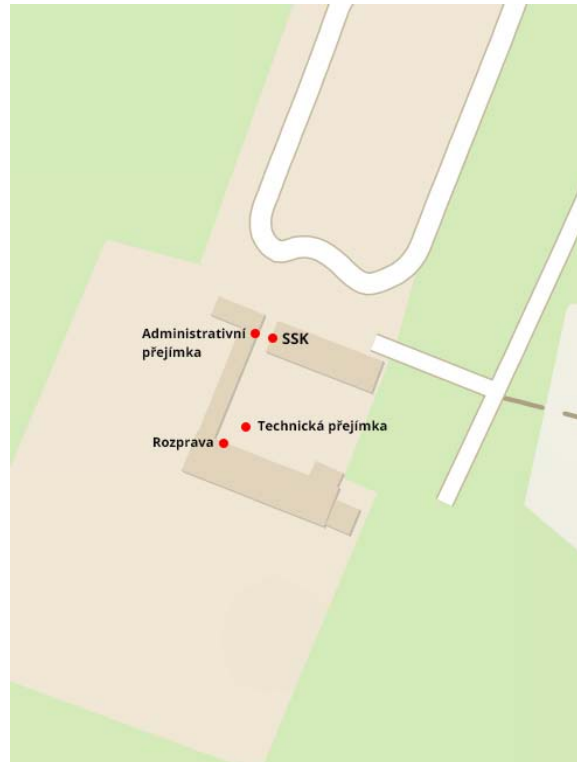 Administrativní
přejímka
SSK
Technická přejímka
Rozprava